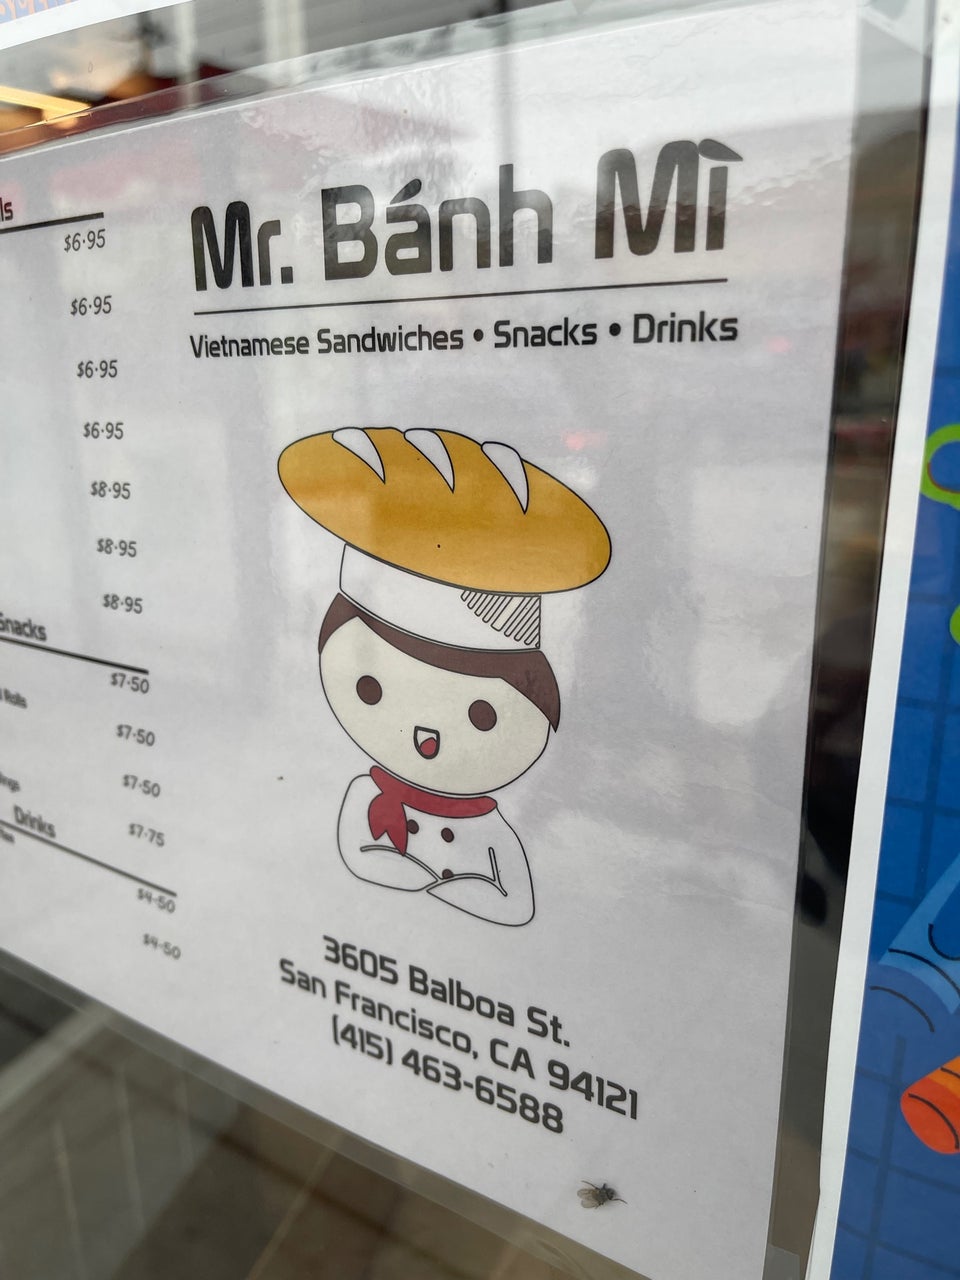 ls
$6.95
$6.95
$6.95
$6.95
$8.95
$8.95
$8.95
Snacks
$7.50
Rolls
$7.50
$7.50
$7.75
Drinks
$4.50
$4.50
Mr. Bánh Mì
Vietnamese Sandwiches • Snacks • Drinks
3605 Balboa St.
San Francisco, CA 94121
(415) 463-6588